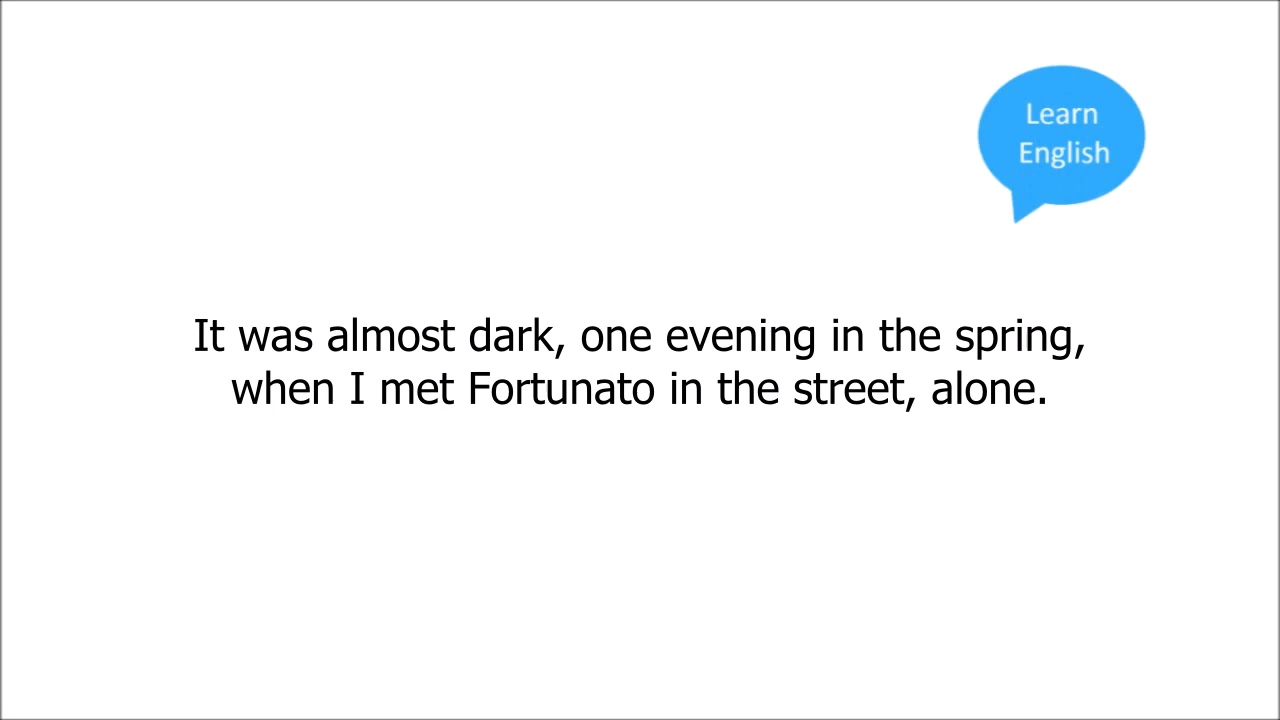 Learn
English
It was almost dark, one evening in the spring,
when I met Fortunato in the street, alone.